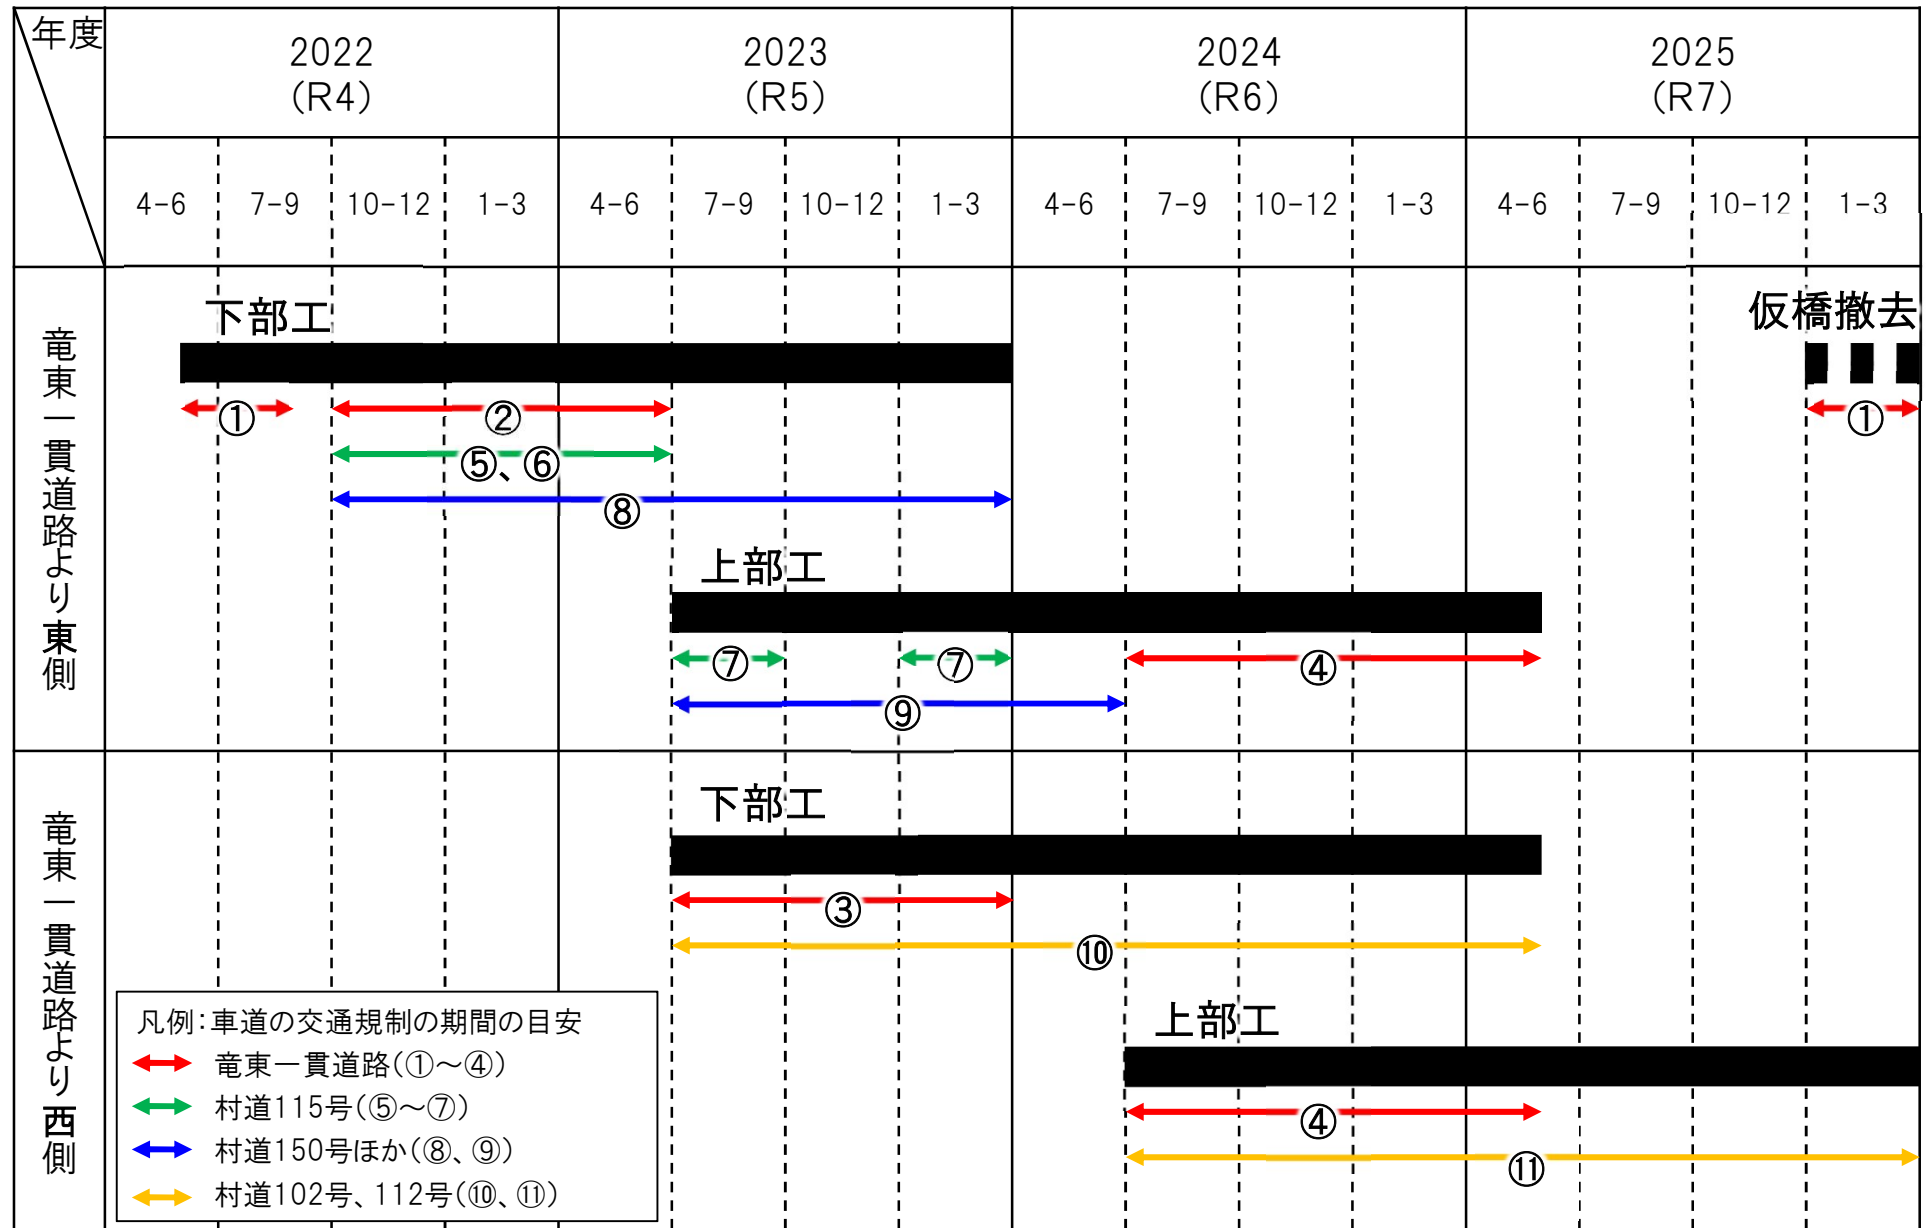 年度
2022
(R4)
2023
(R5)
2024
(R6)
2025
(R7)
4-6 7-9 10-12 1-3 4-6 7-9 10-12 1-3 4-6 7-9 10-12 1-3 4-6 7-9 10-12 1-3
竜東一貫道路より東側
下部工
仮橋撤去
① ② ①
⑤、⑥
⑧
上部工
⑦ ⑦ ④
⑨
竜東一貫道路より西側
下部工
③
⑩
上部工
④
⑪
凡例:車道の交通規制の期間の目安
竜東一貫道路(①～④)
村道115号(⑤～⑦)
村道150号ほか(⑧、⑨)
村道102号、112号(⑩、⑪)